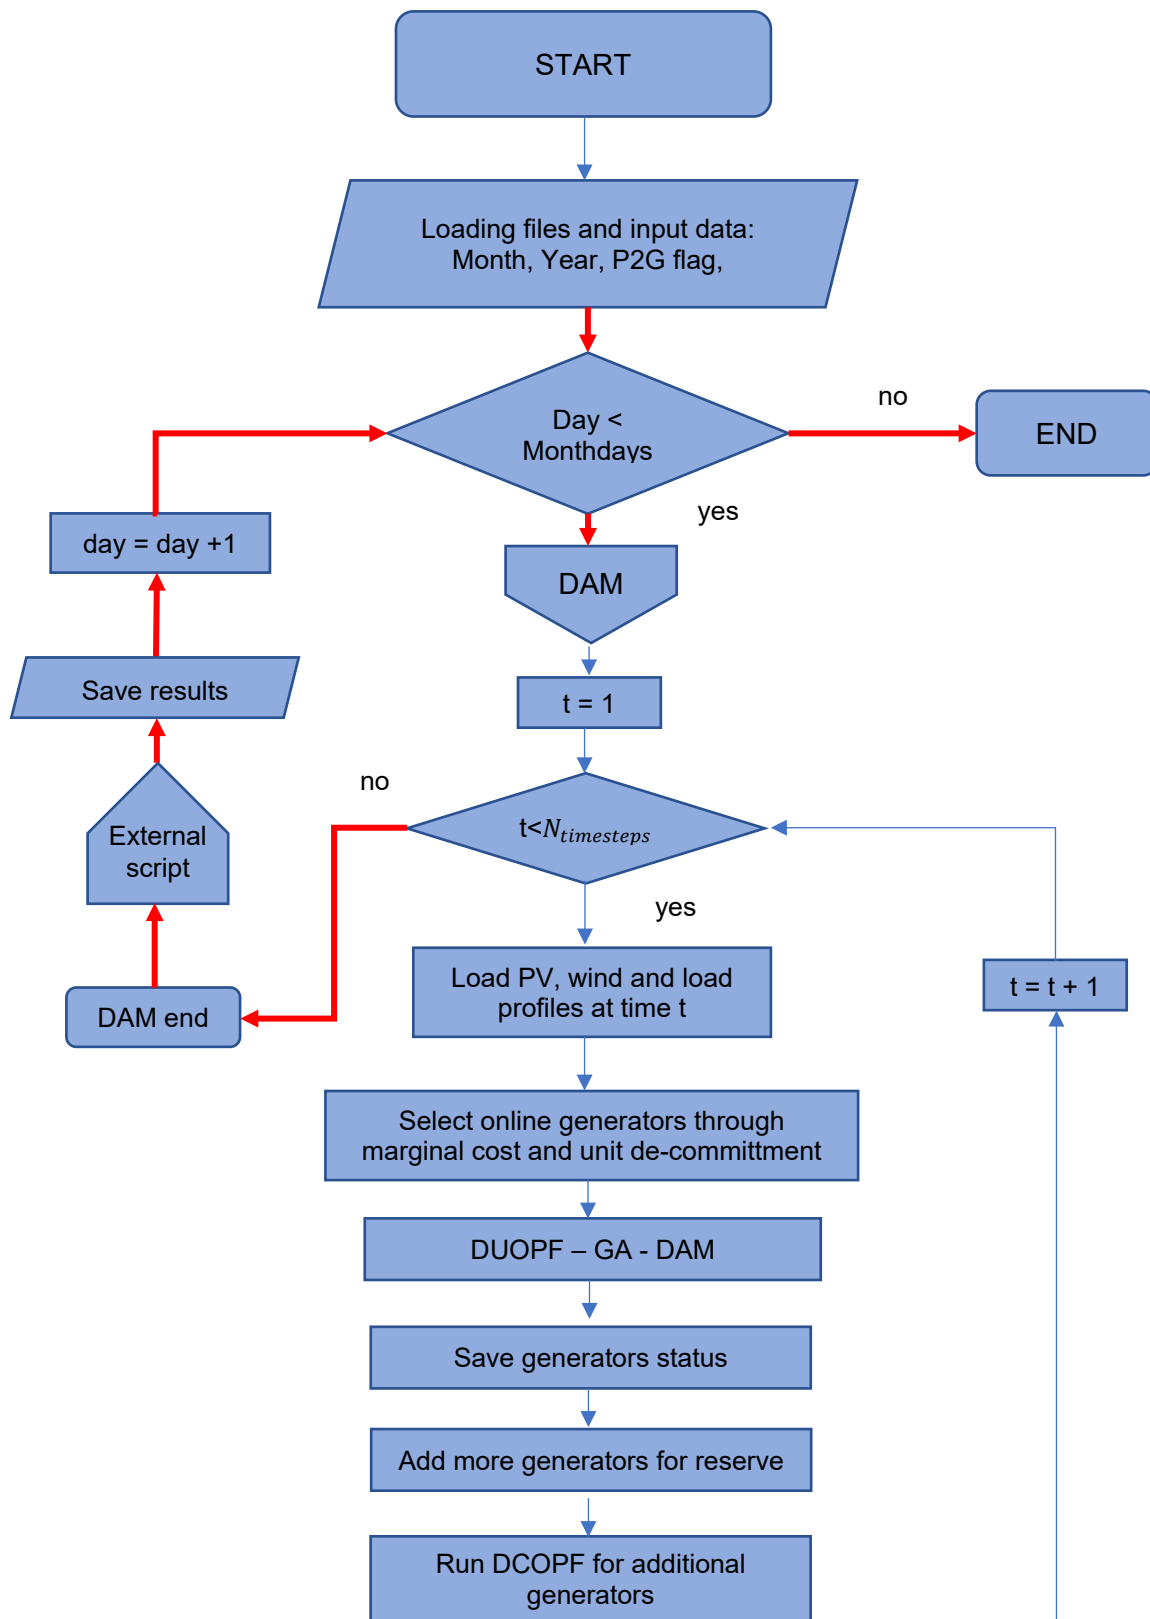 START
Loading files and input data:
Month, Year, P2G flag,
Day <
Monthdays
no
END
yes
day = day +1
DAM
Save results
t = 1
no
External
script
t<N_{timesteps}
yes
Load PV, wind and load
profiles at time t
t = t + 1
DAM end
Select online generators through
marginal cost and unit de-committment
DUOPF – GA - DAM
Save generators status
Add more generators for reserve
Run DCOPF for additional
generators